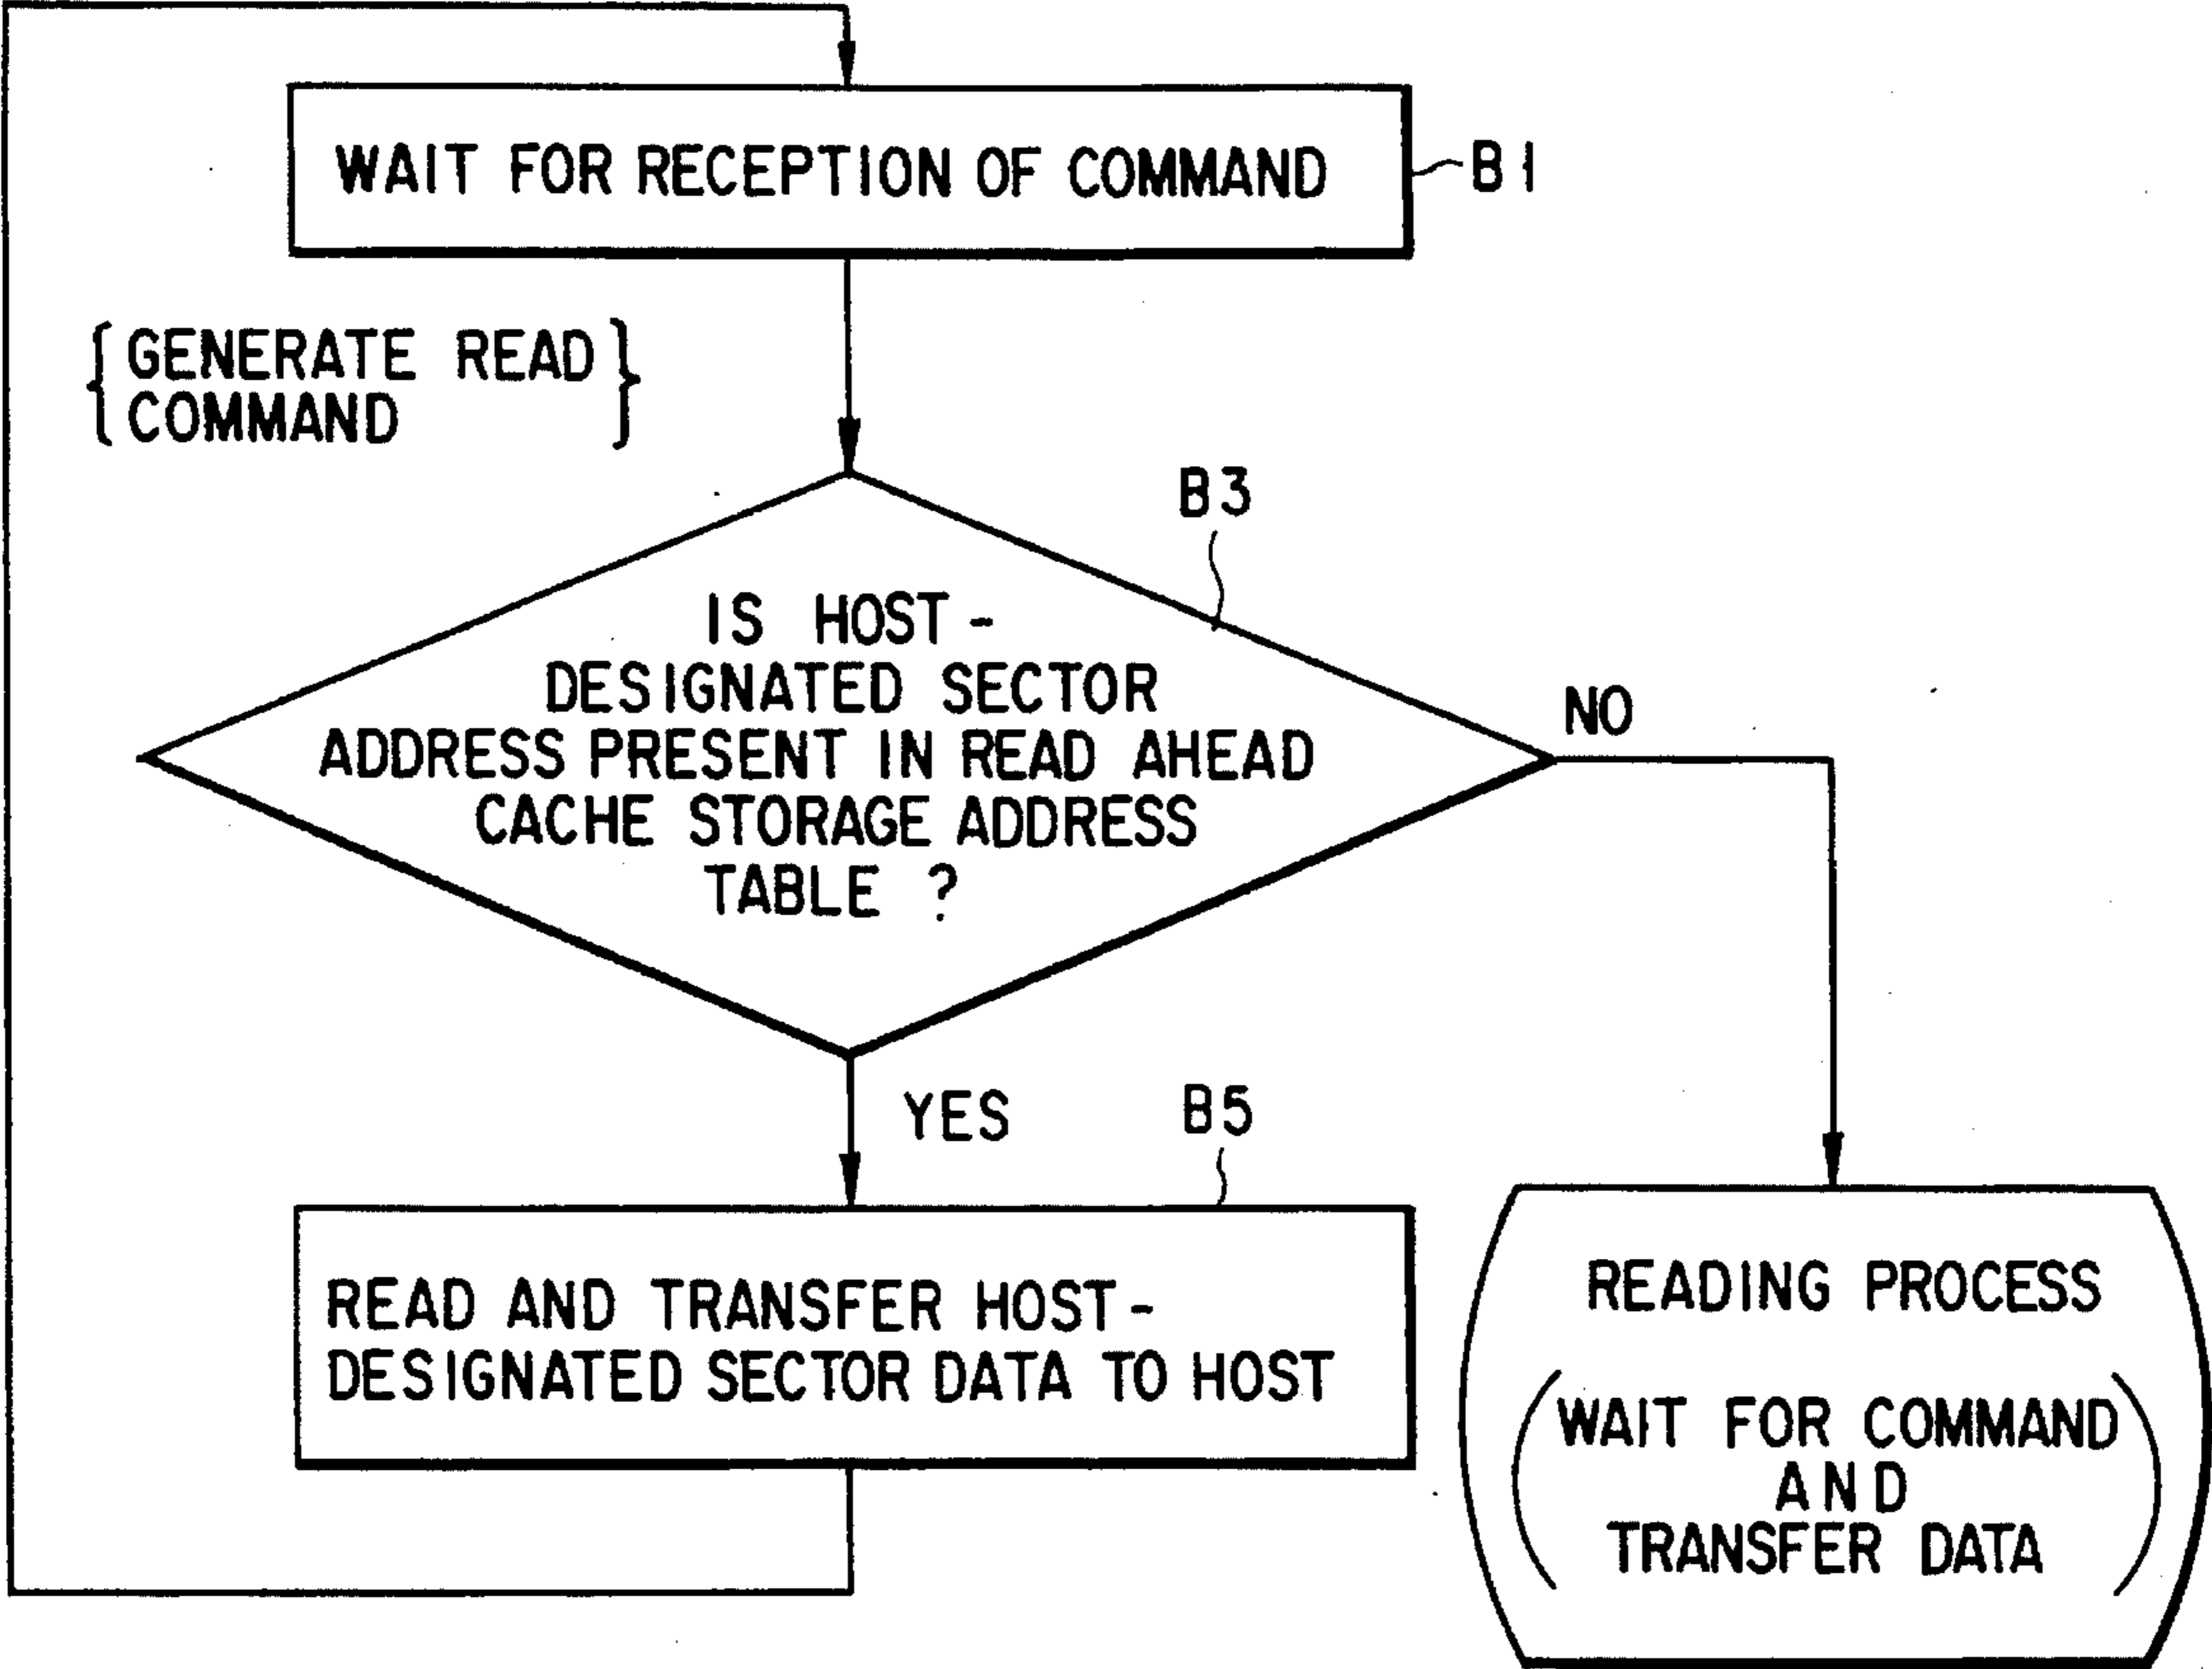 WAIT FOR RECEPTION OF COMMAND
B1
{GENERATE READ
COMMAND}
B3
IS HOST-
DESIGNATED SECTOR
ADDRESS PRESENT IN READ AHEAD
CACHE STORAGE ADDRESS
TABLE ?
NO
YES
B5
READ AND TRANSFER HOST-
DESIGNATED SECTOR DATA TO HOST
READING PROCESS
(WAIT FOR COMMAND
AND
TRANSFER DATA)